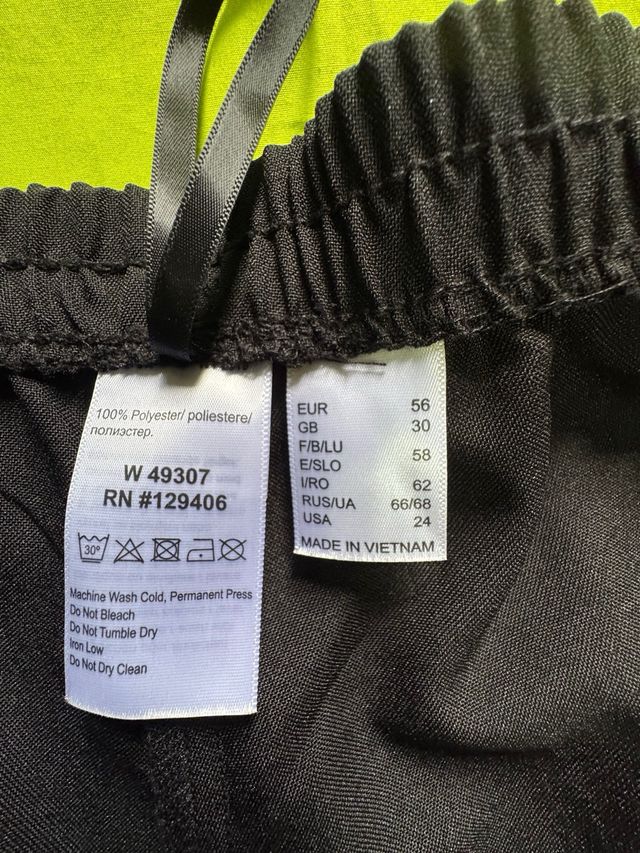 100% Polyester/ poliestere/
полиэстер.
W 49307
RN #129406
30°
Machine Wash Cold, Permanent Press
Do Not Bleach
Do Not Tumble Dry
Iron Low
Do Not Dry Clean
EUR 56
GB 30
F/B/LU
E/SLO 58
I/RO 62
RUS/UA 66/68
USA 24
MADE IN VIETNAM